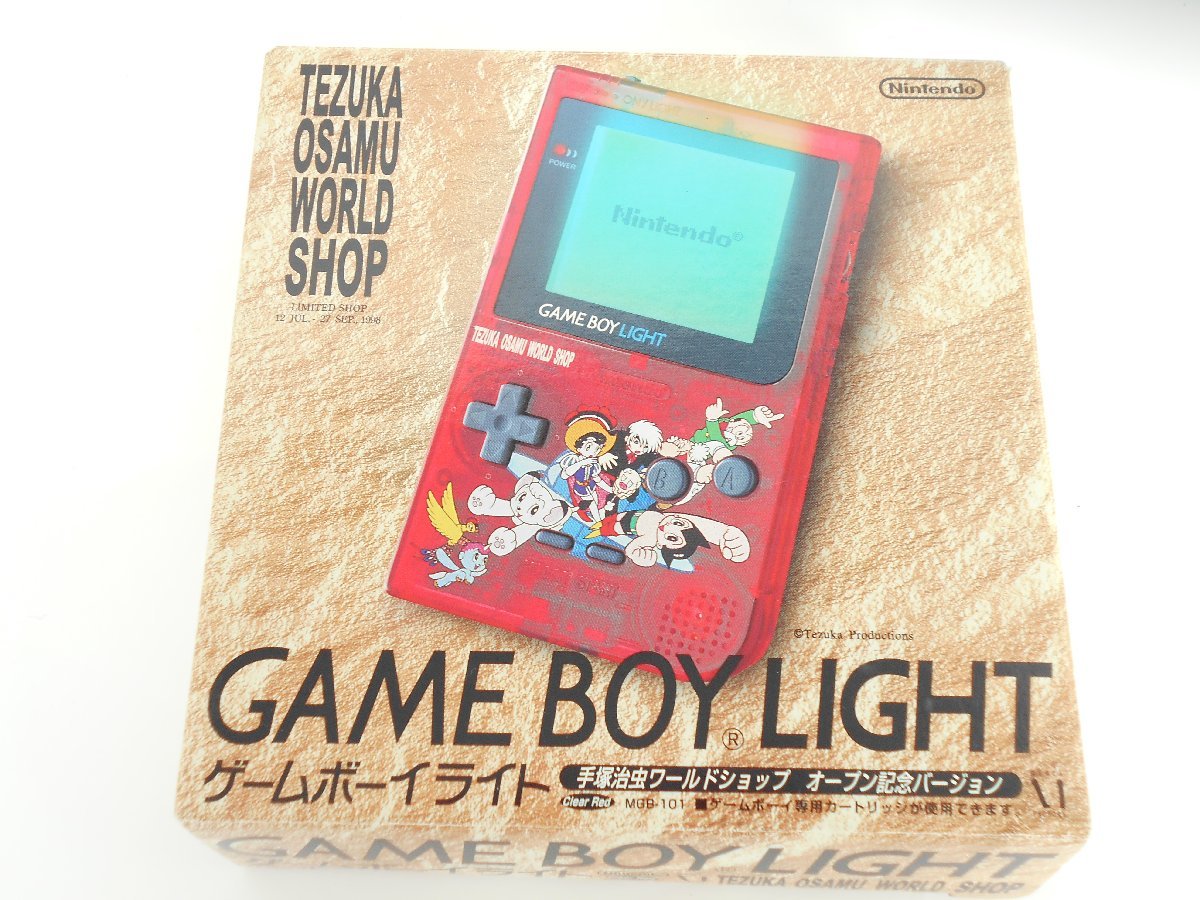 TEZUKA
OSAMU
WORLD
SHOP
LIMITED SHOP
12 JUL. - 27 SEP., 1998
Nintendo
ON/LIGHT
POWER
Nintendo®
GAME BOY LIGHT
TEZUKA OSAMU WORLD SHOP
B A
START
©Tezuka Productions
GAME BOY® LIGHT
ゲームボーイライト
手塚治虫ワールドショップ オープン記念バージョン
Clear Red MGB-101 ■ゲームボーイ専用カートリッジが使用できます。
GAME BOY LIGHT
TEZUKA OSAMU WORLD SHOP